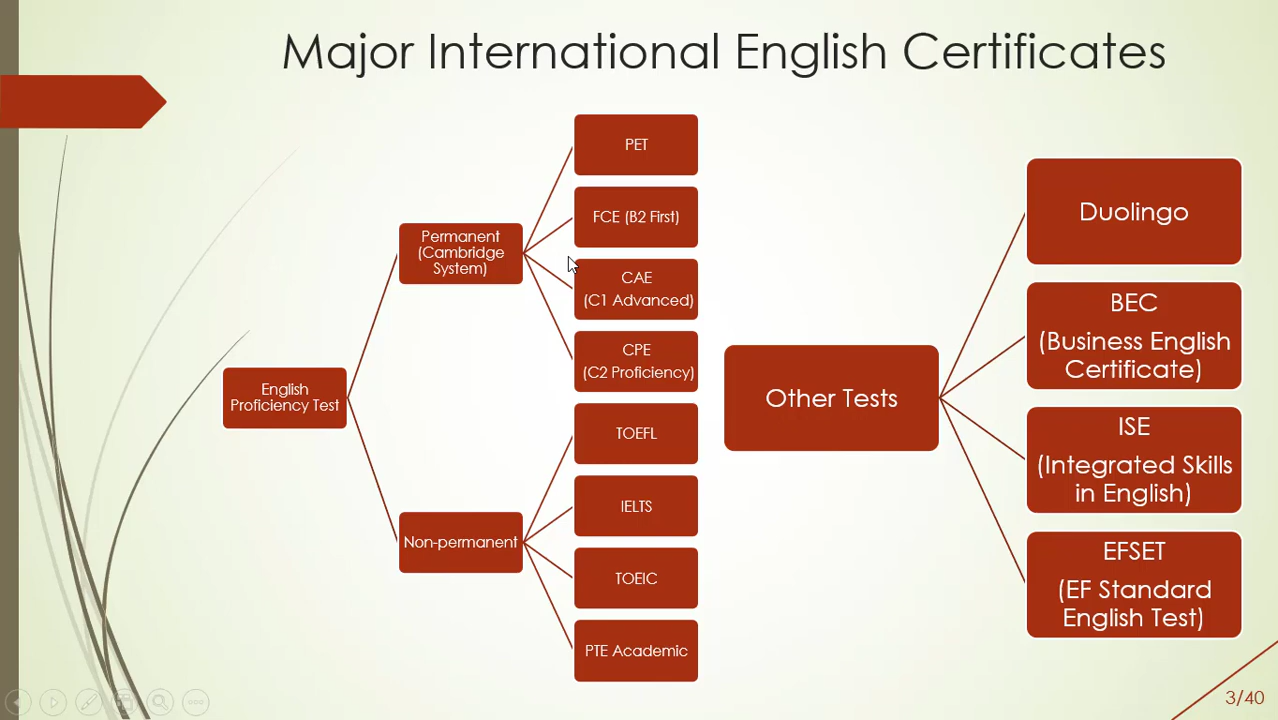 Major International English Certificates
English
Proficiency Test
Permanent
(Cambridge
System)
PET
FCE (B2 First)
CAE
(C1 Advanced)
CPE
(C2 Proficiency)
Non-permanent
TOEFL
IELTS
TOEIC
PTE Academic
Other Tests
Duolingo
BEC
(Business English
Certificate)
ISE
(Integrated Skills
in English)
EFSET
(EF Standard
English Test)
3/40